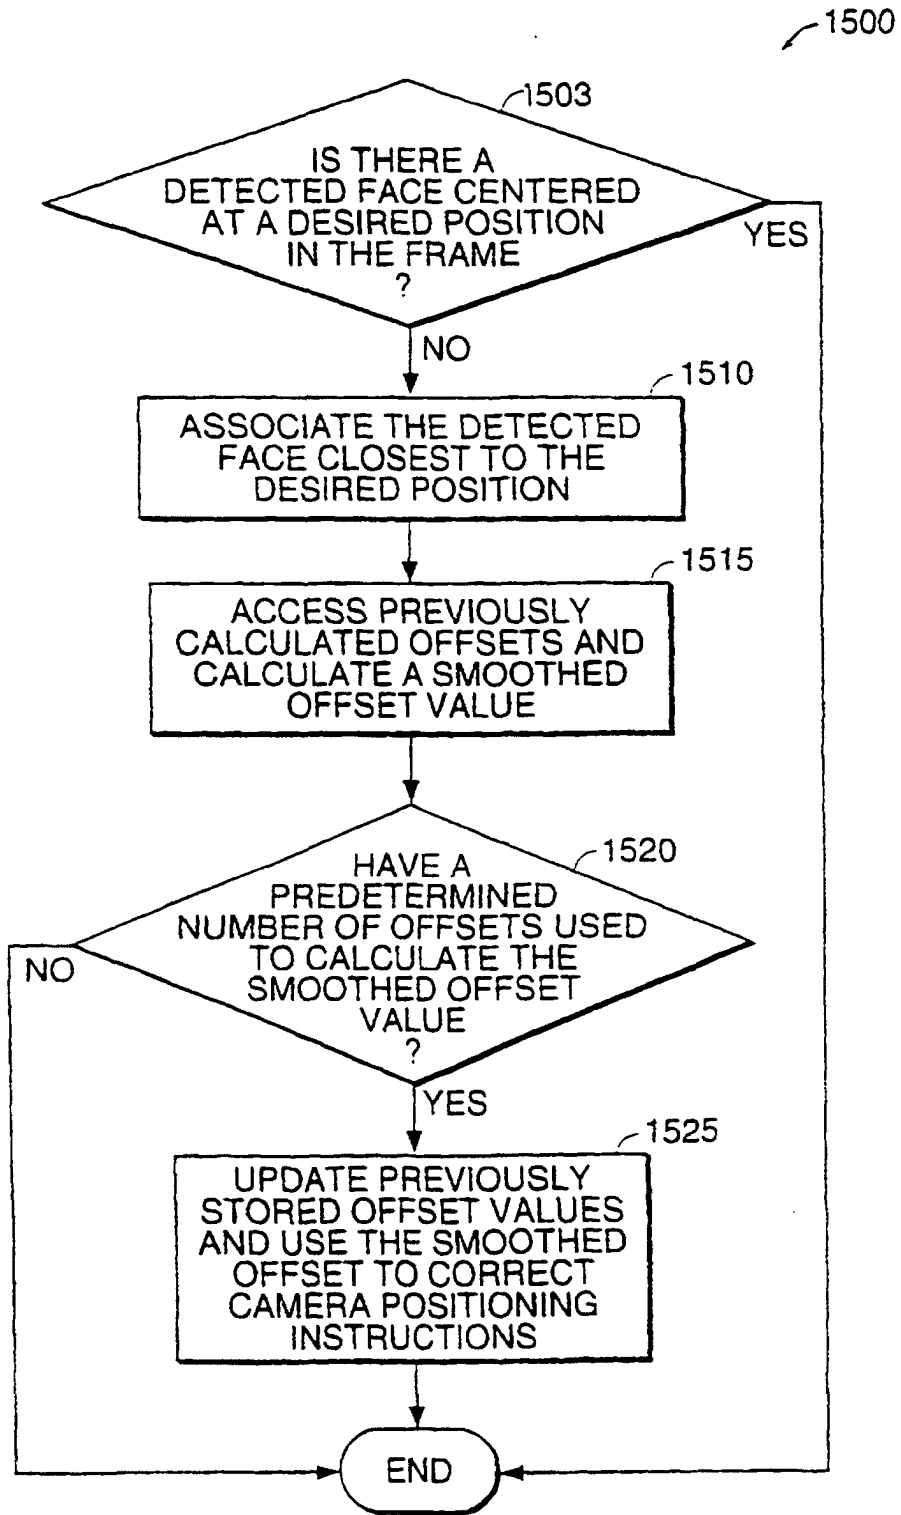 1500
1503
IS THERE A
DETECTED FACE CENTERED
AT A DESIRED POSITION
IN THE FRAME
?
YES
NO
1510
ASSOCIATE THE DETECTED
FACE CLOSEST TO THE
DESIRED POSITION
1515
ACCESS PREVIOUSLY
CALCULATED OFFSETS AND
CALCULATE A SMOOTHED
OFFSET VALUE
1520
HAVE A
PREDETERMINED
NUMBER OF OFFSETS USED
TO CALCULATE THE
SMOOTHED OFFSET
VALUE
?
NO
YES
1525
UPDATE PREVIOUSLY
STORED OFFSET VALUES
AND USE THE SMOOTHED
OFFSET TO CORRECT
CAMERA POSITIONING
INSTRUCTIONS
END